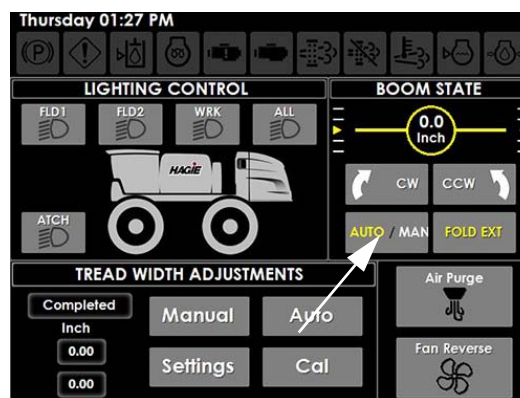 Thursday 01:27 PM
(P)
LIGHTING CONTROL
BOOM STATE
FLD1 FLD2 WRK ALL
0.0
Inch
HAGIE
CW CCW
ATCH
AUTO / MAN FOLD EXT
TREAD WIDTH ADJUSTMENTS
Air Purge
Completed
Inch
Manual Auto
0.00
Fan Reverse
Settings Cal
0.00